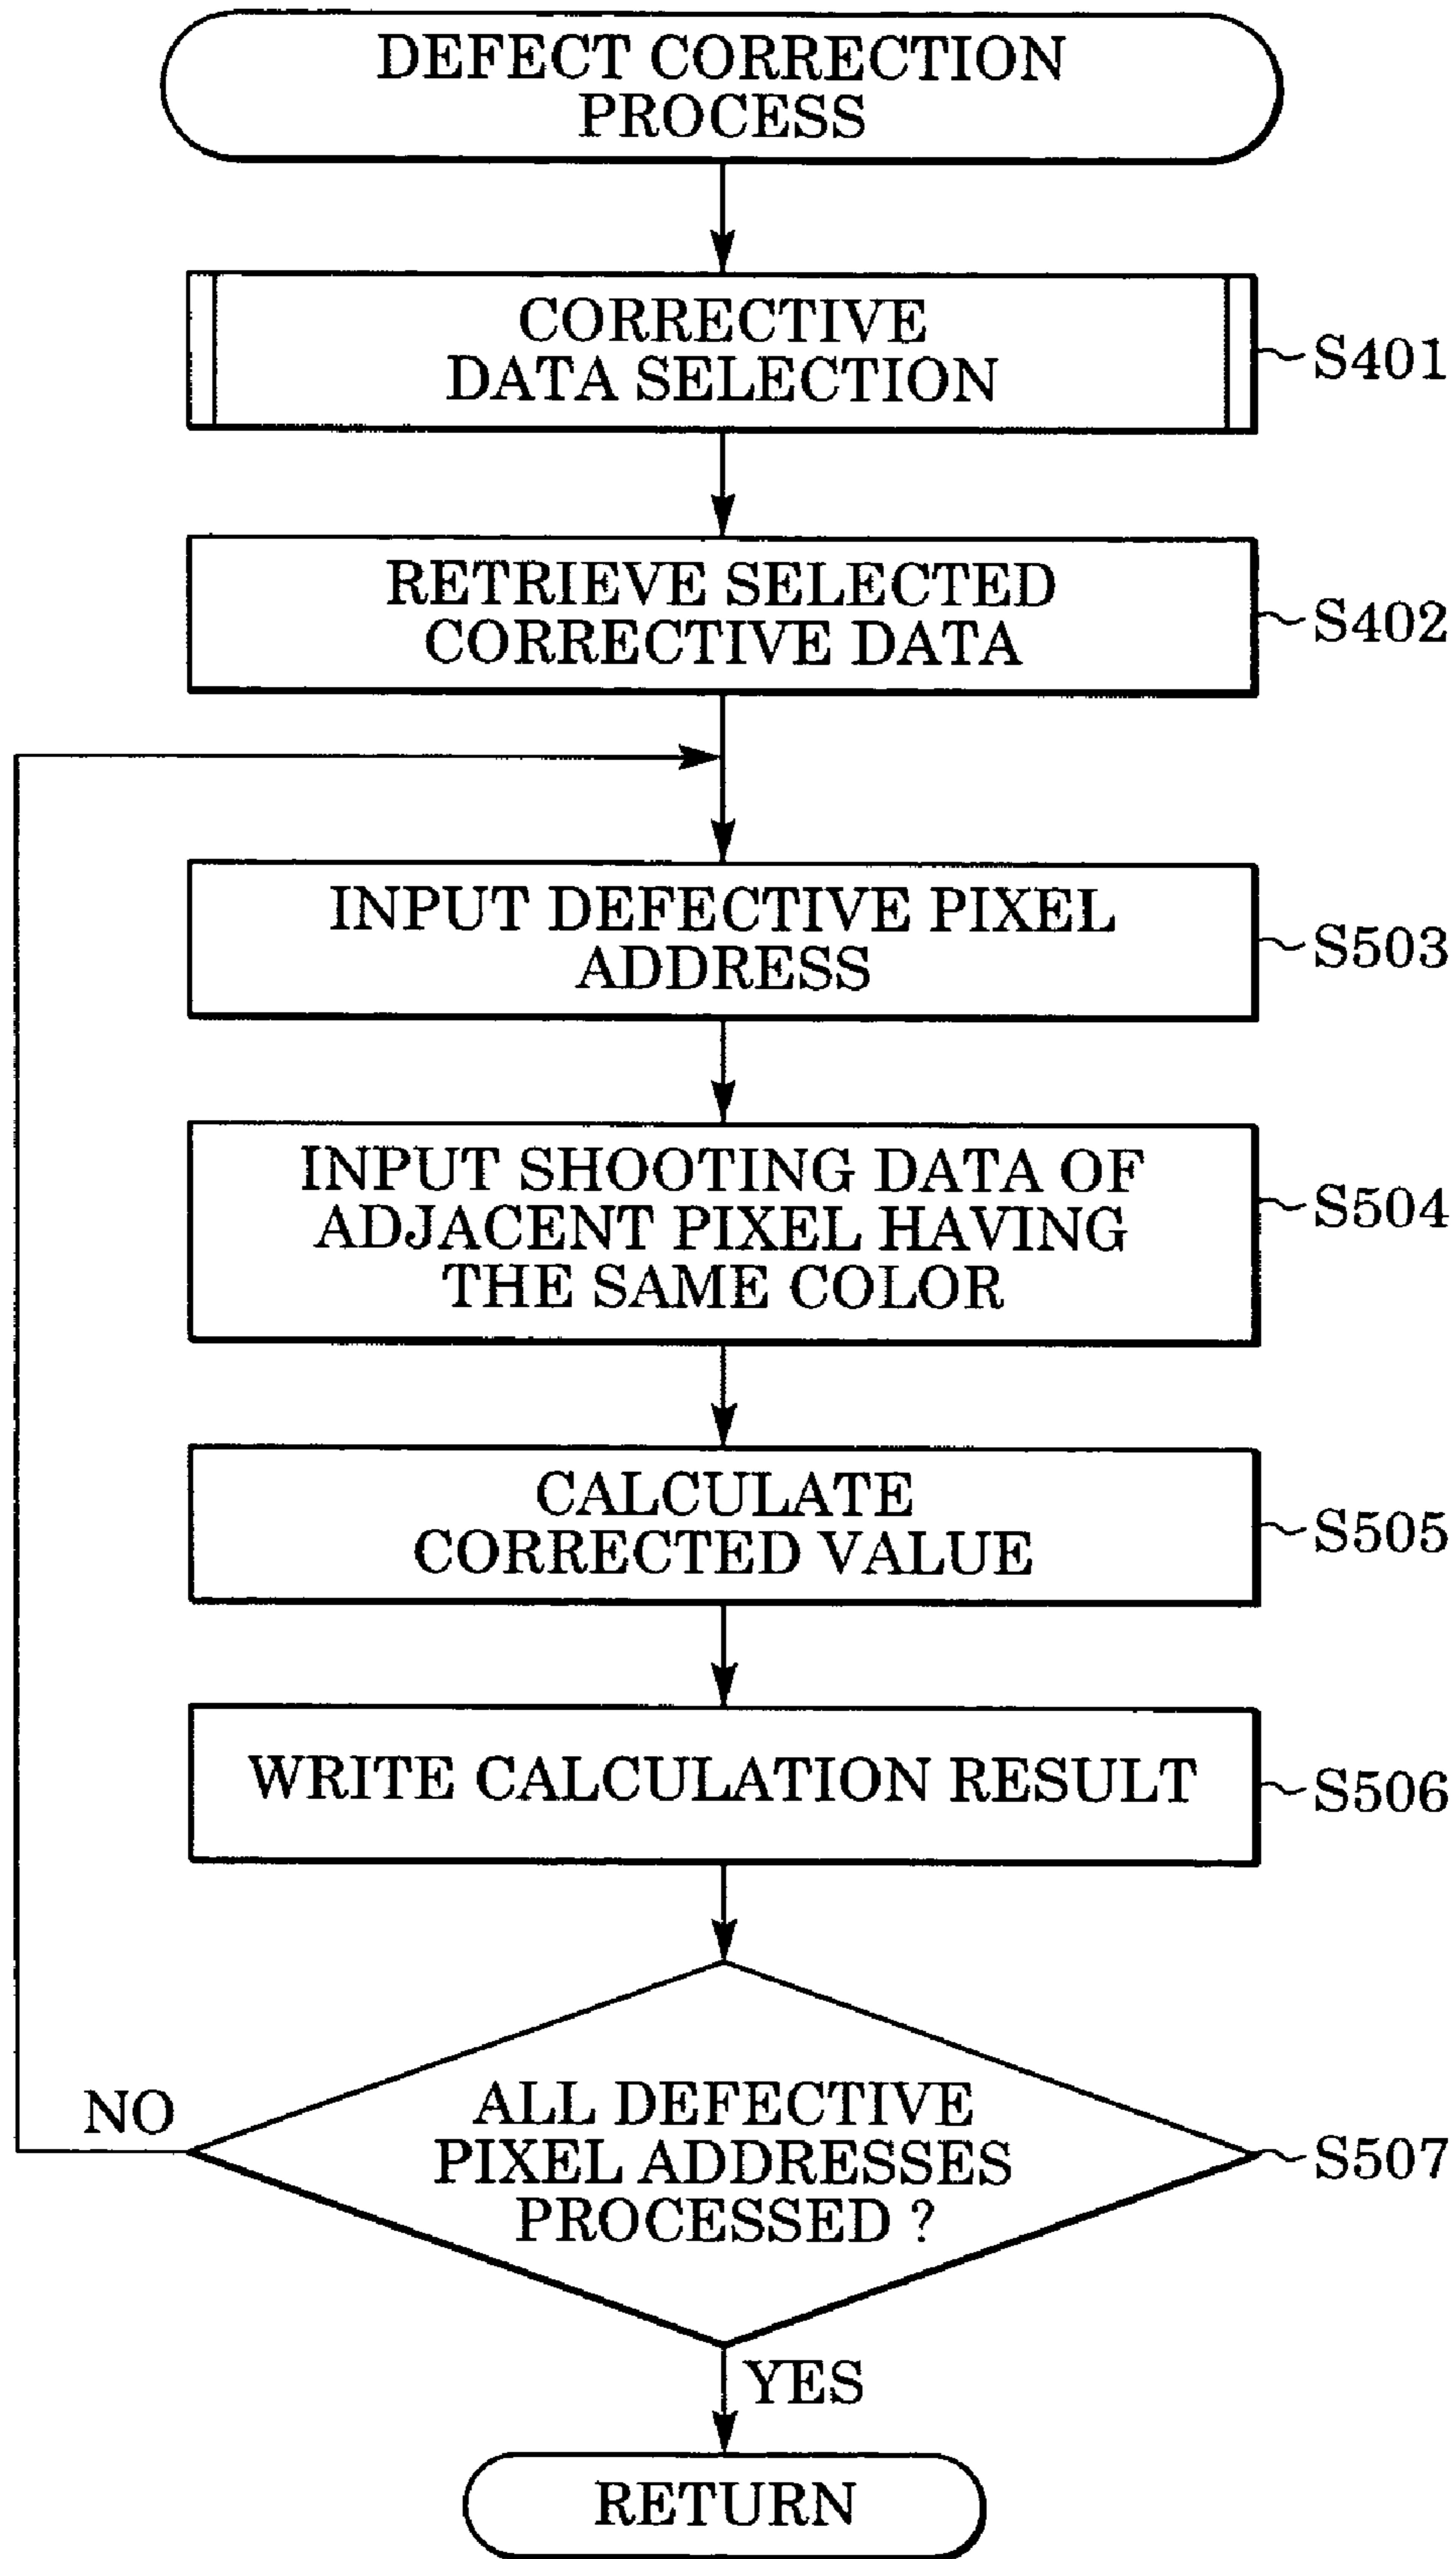 DEFECT CORRECTION
PROCESS
CORRECTIVE
DATA SELECTION
S401
RETRIEVE SELECTED
CORRECTIVE DATA
S402
INPUT DEFECTIVE PIXEL
ADDRESS
S503
INPUT SHOOTING DATA OF
ADJACENT PIXEL HAVING
THE SAME COLOR
S504
CALCULATE
CORRECTED VALUE
S505
WRITE CALCULATION RESULT
S506
NO
ALL DEFECTIVE
PIXEL ADDRESSES
PROCESSED ?
S507
YES
RETURN